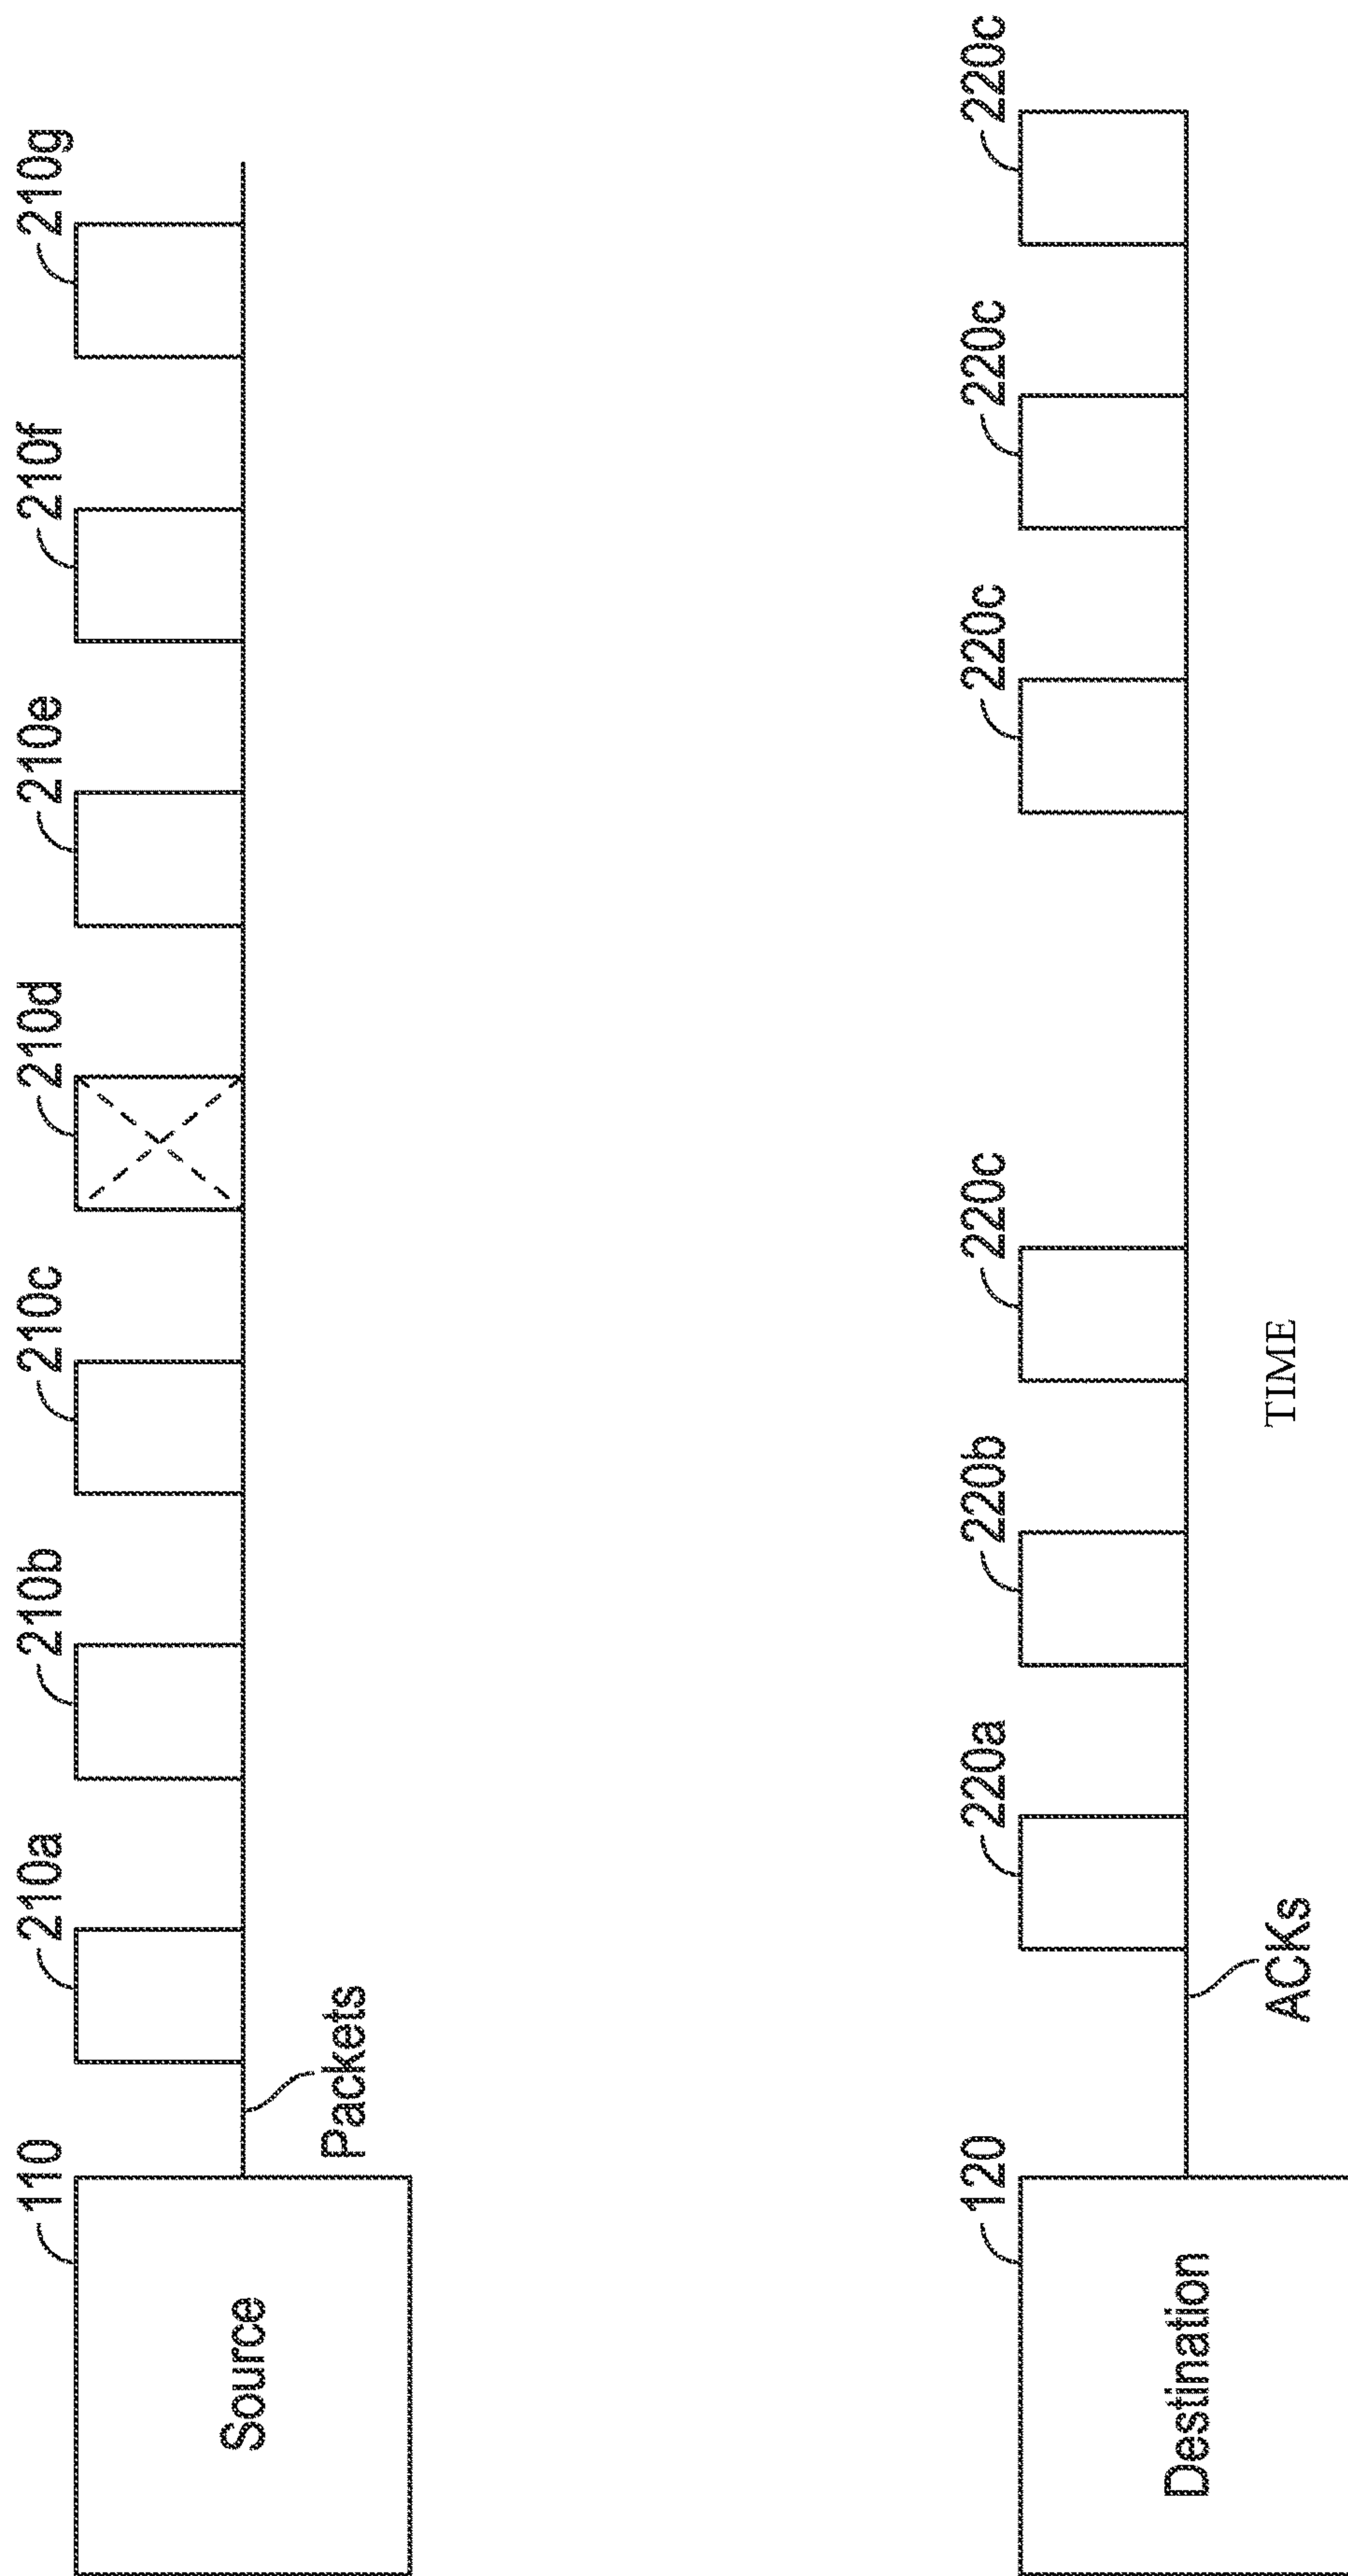 110
210a
210b
210c
210d
210e
210f
210g
Source
Packets
120
220a
220b
220c
220c
220c
220c
Destination
ACKs
TIME